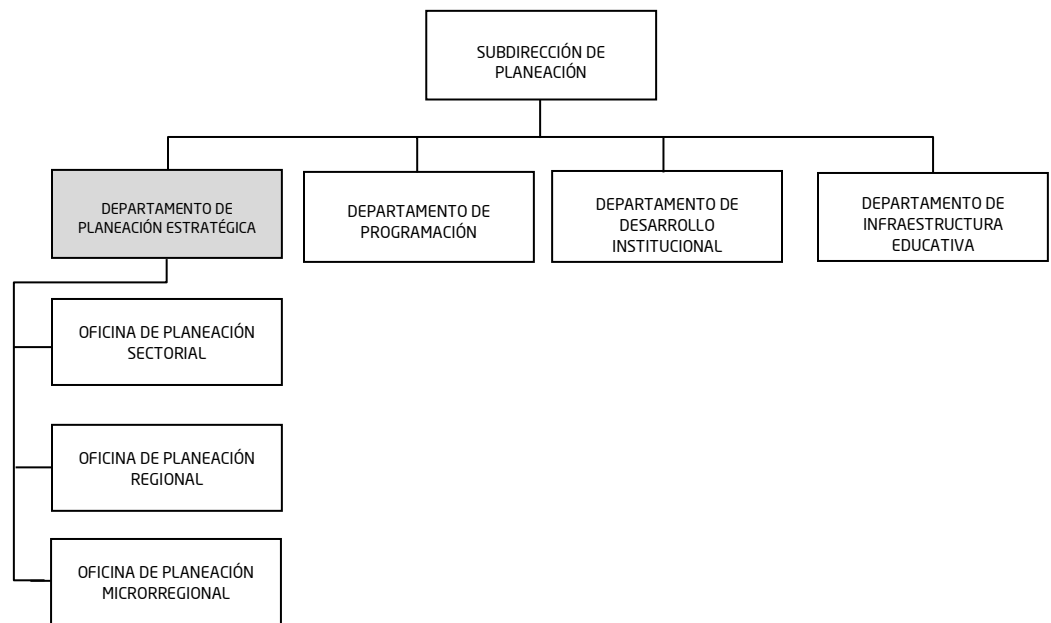 SUBDIRECCIÓN DE
PLANEACIÓN
DEPARTAMENTO DE
PLANEACIÓN ESTRATÉGICA
DEPARTAMENTO DE
PROGRAMACIÓN
DEPARTAMENTO DE
DESARROLLO
INSTITUCIONAL
DEPARTAMENTO DE
INFRAESTRUCTURA
EDUCATIVA
OFICINA DE PLANEACIÓN
SECTORIAL
OFICINA DE PLANEACIÓN
REGIONAL
OFICINA DE PLANEACIÓN
MICRORREGIONAL